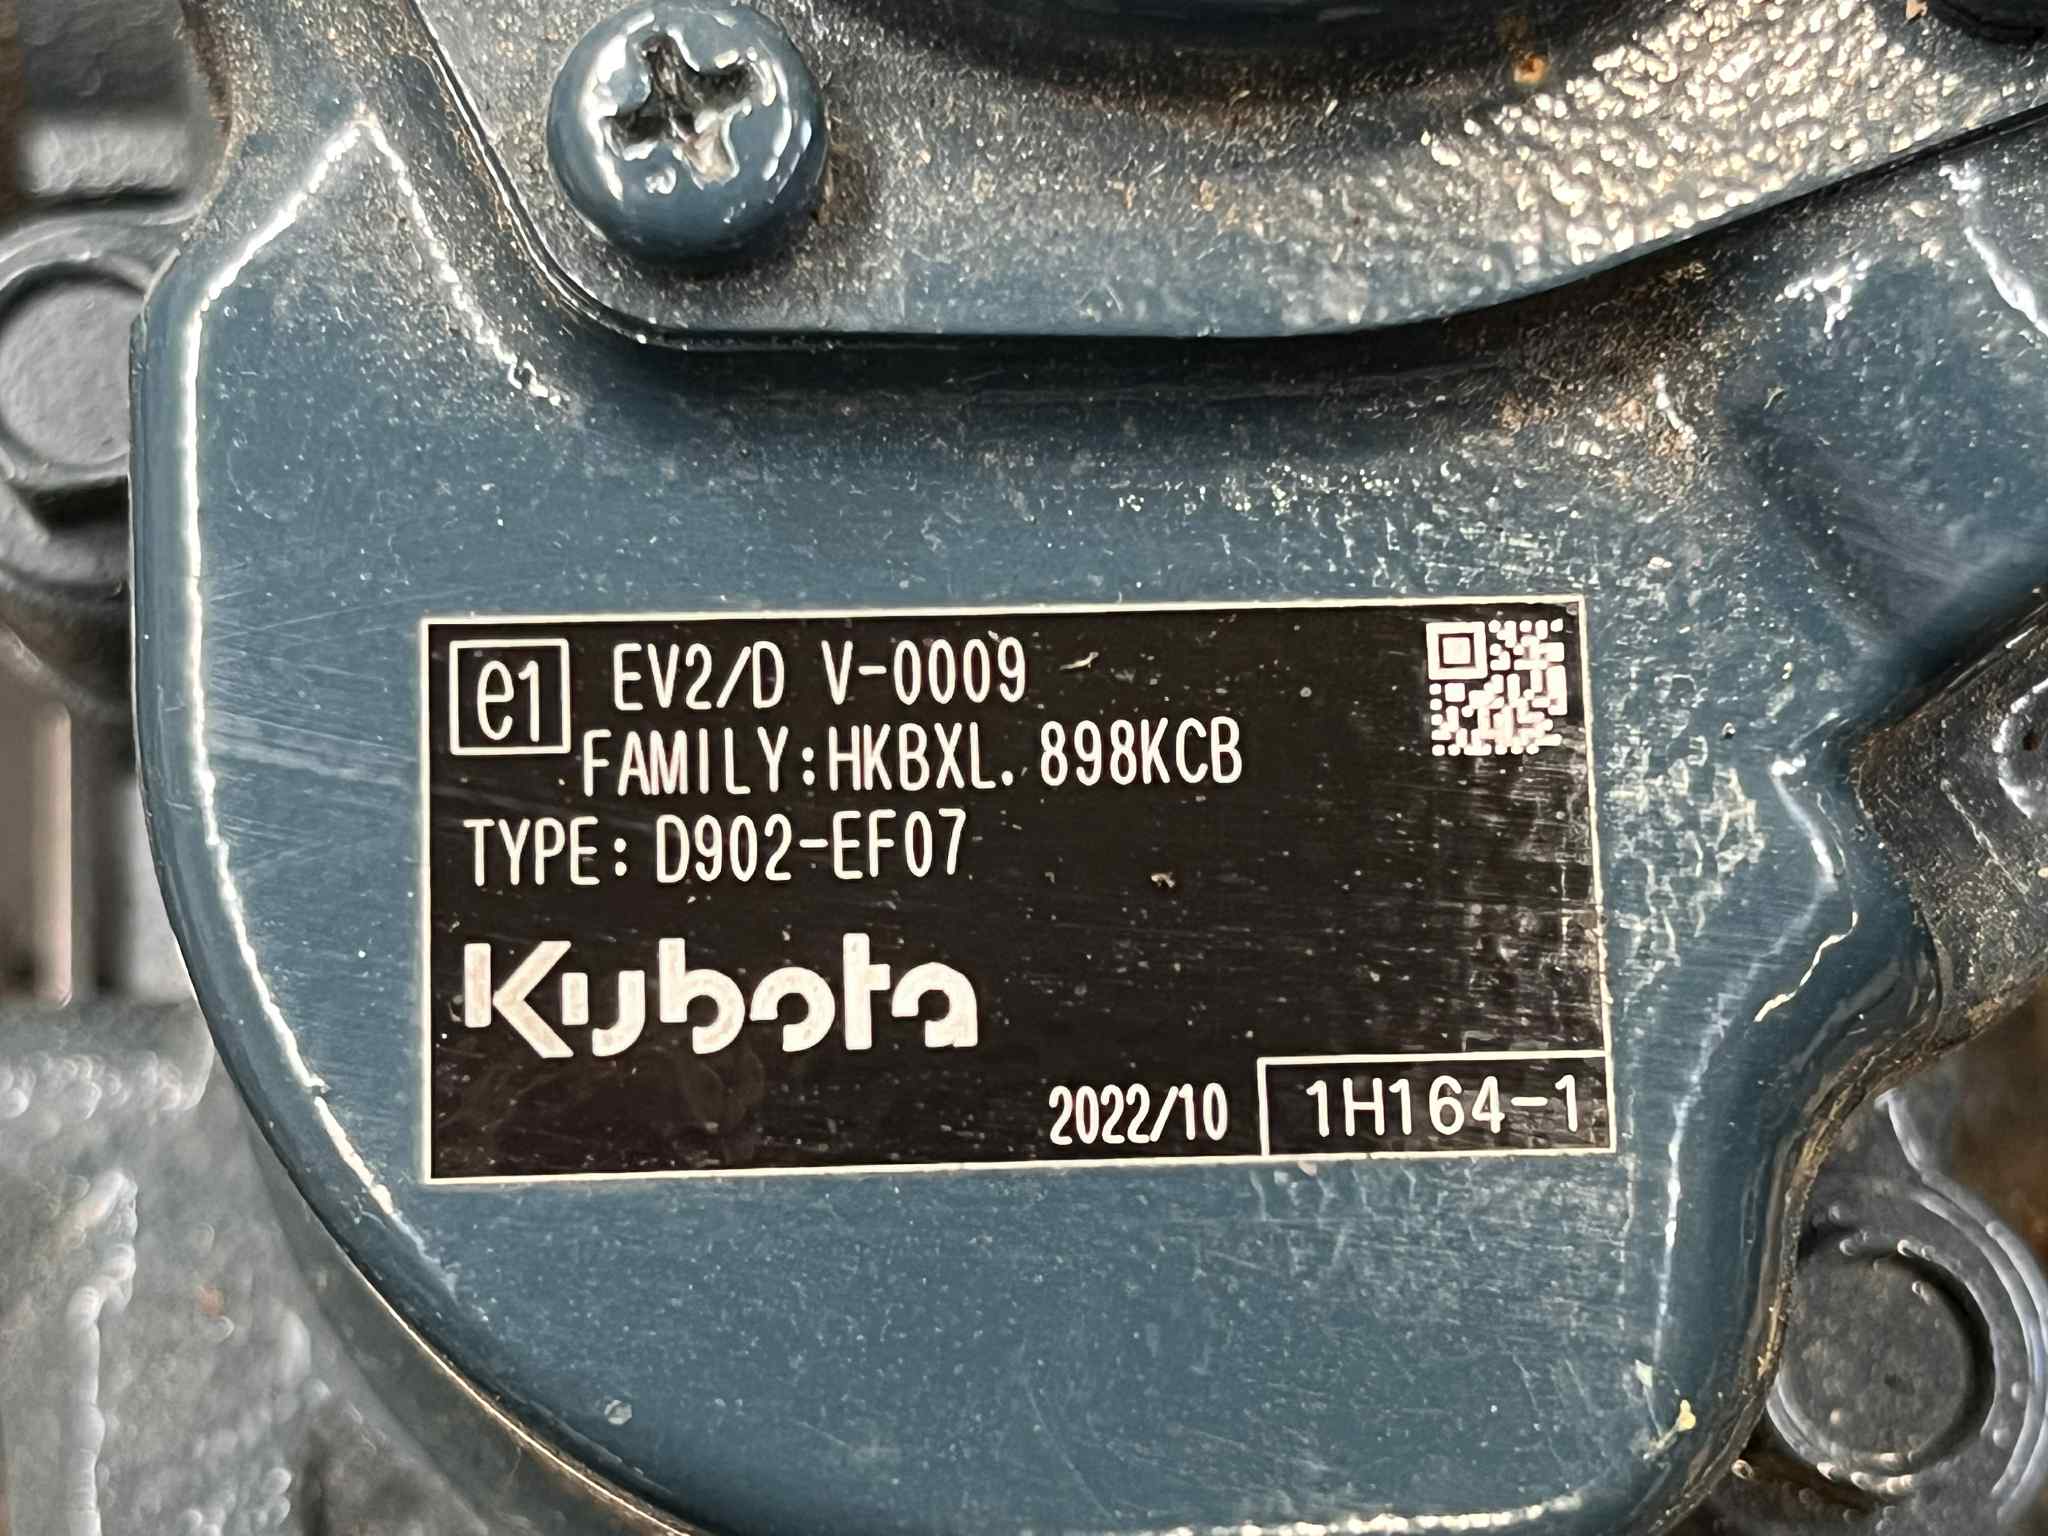 e1 EV2/D V-0009
FAMILY:HKBXL.898KCB
TYPE: D902-EF07
Kubota
2022/10 1H164-1